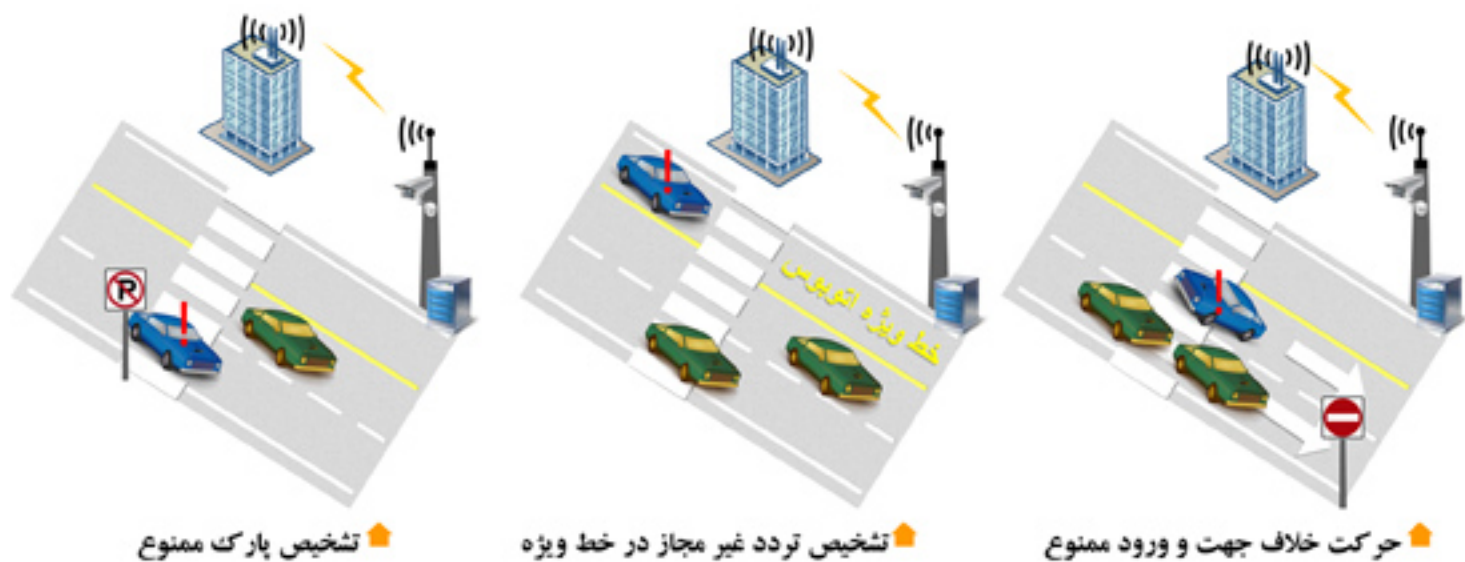 خط ویژه اتوبوس
حرکت خلاف جهت و ورود ممنوع
تشخیص تردد غیر مجاز در خط ویژه
تشخیص پارک ممنوع
P